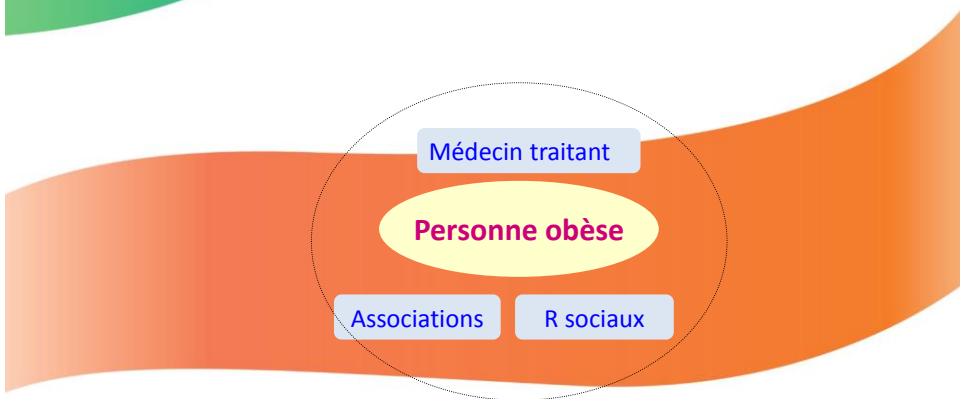 Médecin traitant
Personne obèse
Associations
R sociaux